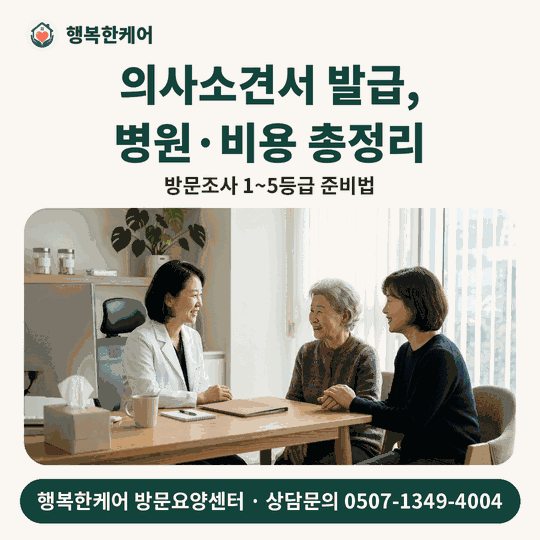 행복한케어
의사소견서 발급,
병원·비용 총정리
방문조사 1~5등급 준비법
행복한케어 방문요양센터 · 상담문의 0507-1349-4004